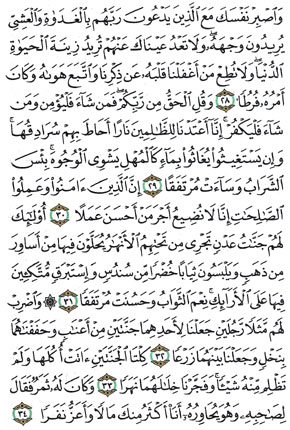 وَٱصۡبِرۡ نَفۡسَكَ مَعَ ٱلَّذِينَ يَدۡعُونَ رَبَّهُم بِٱلۡغَدَوٰةِ وَٱلۡعَشِيِّ
يُرِيدُونَ وَجۡهَهُۥۖ وَلَا تَعۡدُ عَيۡنَاكَ عَنۡهُمۡ تُرِيدُ زِينَةَ ٱلۡحَيَوٰةِ
ٱلدُّنۡيَاۖ وَلَا تُطِعۡ مَنۡ أَغۡفَلۡنَا قَلۡبَهُۥ عَن ذِكۡرِنَا وَٱتَّبَعَ هَوَىٰهُ وَكَانَ
أَمۡرُهُۥ فُرُطٗا ٢٨ وَقُلِ ٱلۡحَقُّ مِن رَّبِّكُمۡۖ فَمَن شَآءَ فَلۡيُؤۡمِن وَمَن
شَآءَ فَلۡيَكۡفُرۡۚ إِنَّآ أَعۡتَدۡنَا لِلظَّٰلِمِينَ نَارًا أَحَاطَ بِهِمۡ سُرَادِقُهَاۚ
وَإِن يَسۡتَغِيثُواْ يُغَاثُواْ بِمَآءٖ كَٱلۡمُهۡلِ يَشۡوِي ٱلۡوُجُوهَۚ بِئۡسَ
ٱلشَّرَابُ وَسَآءَتۡ مُرۡتَفَقًا ٢٩ إِنَّ ٱلَّذِينَ ءَامَنُواْ وَعَمِلُواْ
ٱلصَّٰلِحَٰتِ إِنَّا لَا نُضِيعُ أَجۡرَ مَنۡ أَحۡسَنَ عَمَلًا ٣٠ أُوْلَٰٓئِكَ
لَهُمۡ جَنَّٰتُ عَدۡنٖ تَجۡرِي مِن تَحۡتِهِمُ ٱلۡأَنۡهَٰرُ يُحَلَّوۡنَ فِيهَا مِنۡ أَسَاوِرَ
مِن ذَهَبٖ وَيَلۡبَسُونَ ثِيَابًا خُضۡرٗا مِّن سُندُسٖ وَإِسۡتَبۡرَقٖ مُّتَّكِـِٔينَ
فِيهَا عَلَى ٱلۡأَرَآئِكِۚ نِعۡمَ ٱلثَّوَابُ وَحَسُنَتۡ مُرۡتَفَقٗا ٣١ ۞ وَٱضۡرِبۡ
لَهُم مَّثَلٗا رَّجُلَيۡنِ جَعَلۡنَا لِأَحَدِهِمَا جَنَّتَيۡنِ مِنۡ أَعۡنَٰبٖ وَحَفَفۡنَٰهُمَا
بِنَخۡلٖ وَجَعَلۡنَا بَيۡنَهُمَا زَرۡعٗا ٣٢ كِلۡتَا ٱلۡجَنَّتَيۡنِ ءَاتَتۡ أُكُلَهَا وَلَمۡ
تَظۡلِم مِّنۡهُ شَيۡـٔٗاۚ وَفَجَّرۡنَا خِلَٰلَهُمَا نَهَرٗا ٣٣ وَكَانَ لَهُۥ ثَمَرٞ فَقَالَ
لِصَٰحِبِهِۦ وَهُوَ يُحَاوِرُهُۥٓ أَنَا۠ أَكۡثَرُ مِنكَ مَالٗا وَأَعَزُّ نَفَرٗا ٣٤